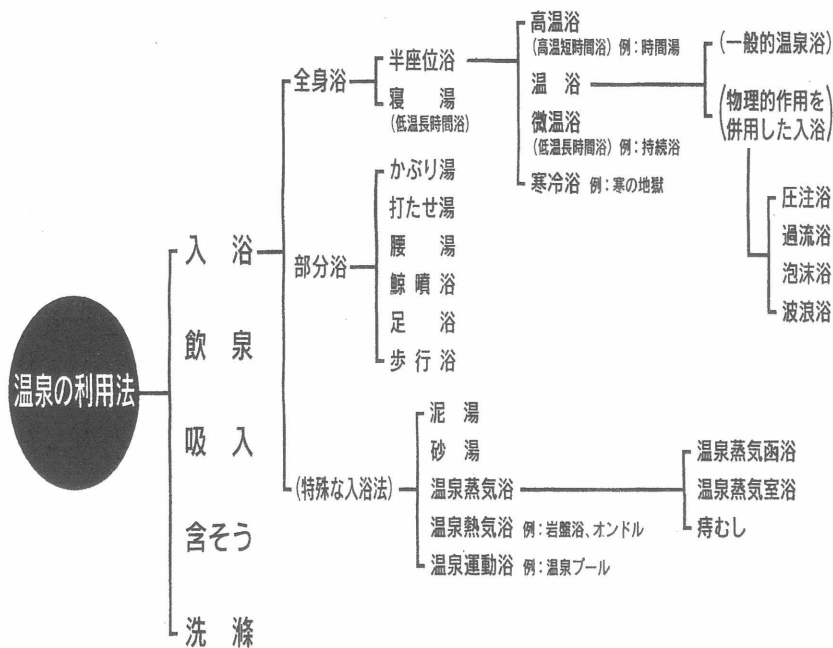 温泉の利用法
入 浴
飲 泉
吸 入
含そう
洗 滌
全身浴
部分浴
(特殊な入浴法)
半座位浴
寝 湯
(低温長時間浴)
かぶり湯
打たせ湯
腰 湯
鯨 噴 浴
足 浴
歩 行 浴
泥 湯
砂 湯
温泉蒸気浴
温泉熱気浴 例：岩盤浴、オンドル
温泉運動浴 例：温泉プール
高温浴
(高温短時間浴) 例：時間湯
温 浴
微温浴
(低温長時間浴) 例：持続浴
寒冷浴 例：寒の地獄
(一般的温泉浴)
(物理的作用を)
(併用した入浴)
圧注浴
過流浴
泡沫浴
波浪浴
温泉蒸気函浴
温泉蒸気室浴
痔むし